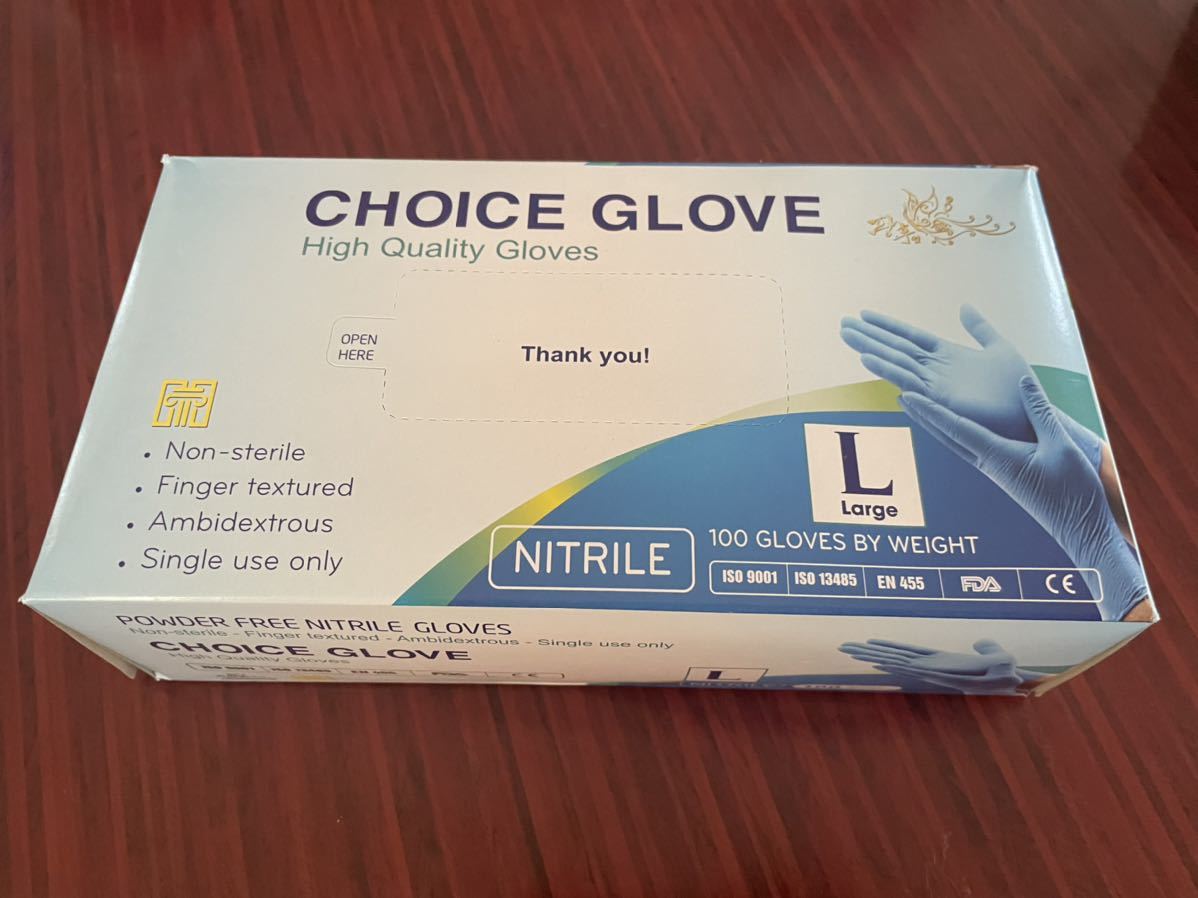 CHOICE GLOVE
High Quality Gloves
OPEN
HERE
Thank you!
• Non-sterile
• Finger textured
• Ambidextrous
• Single use only
L
Large
NITRILE
100 GLOVES BY WEIGHT
ISO 9001 ISO 13485 EN 455 FDA CE
POWDER FREE NITRILE GLOVES
Non-sterile - Finger textured - Ambidextrous - Single use only
CHOICE GLOVE
High Quality Gloves
L